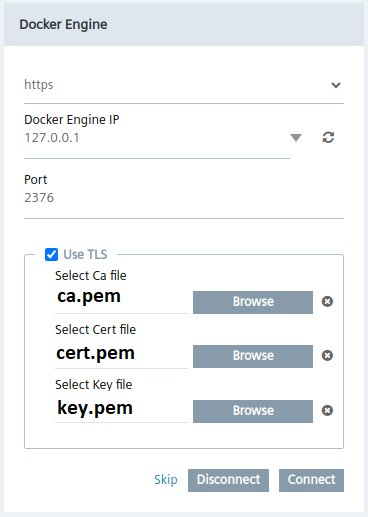 Docker Engine
https
Docker Engine IP
127.0.0.1
Port
2376
Use TLS
Select Ca file
ca.pem Browse
Select Cert file
cert.pem Browse
Select Key file
key.pem Browse
Skip Disconnect Connect